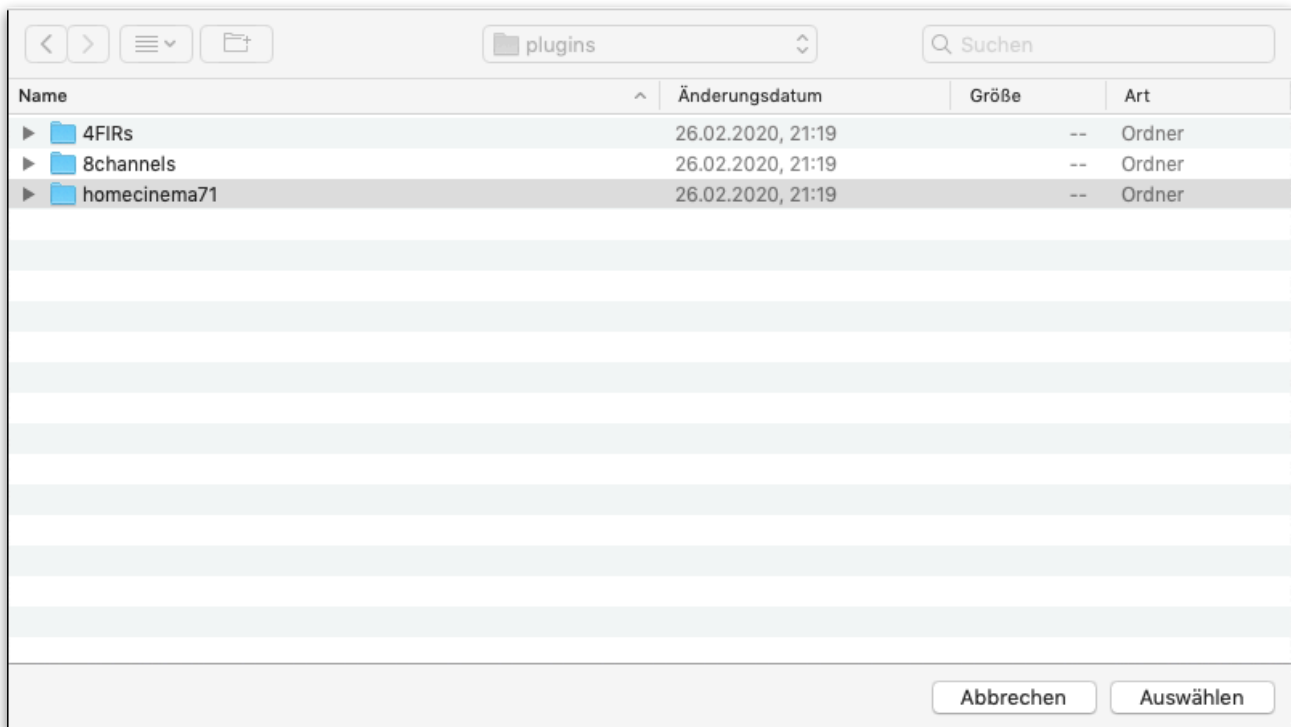 plugins
Suchen
Name Änderungsdatum Größe Art
4FIRs 26.02.2020, 21:19 -- Ordner
8channels 26.02.2020, 21:19 -- Ordner
homecinema71 26.02.2020, 21:19 -- Ordner
Abbrechen Auswählen